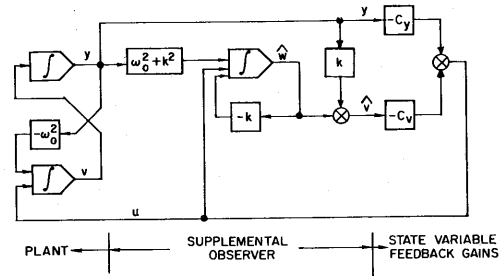 y
y
-Cy
∫
y
ω₀²+k²
∫
ŵ
k
-ω₀²
-k
v̂
-Cv
∫
v
u
PLANT
SUPPLEMENTAL
OBSERVER
STATE VARIABLE
FEEDBACK GAINS